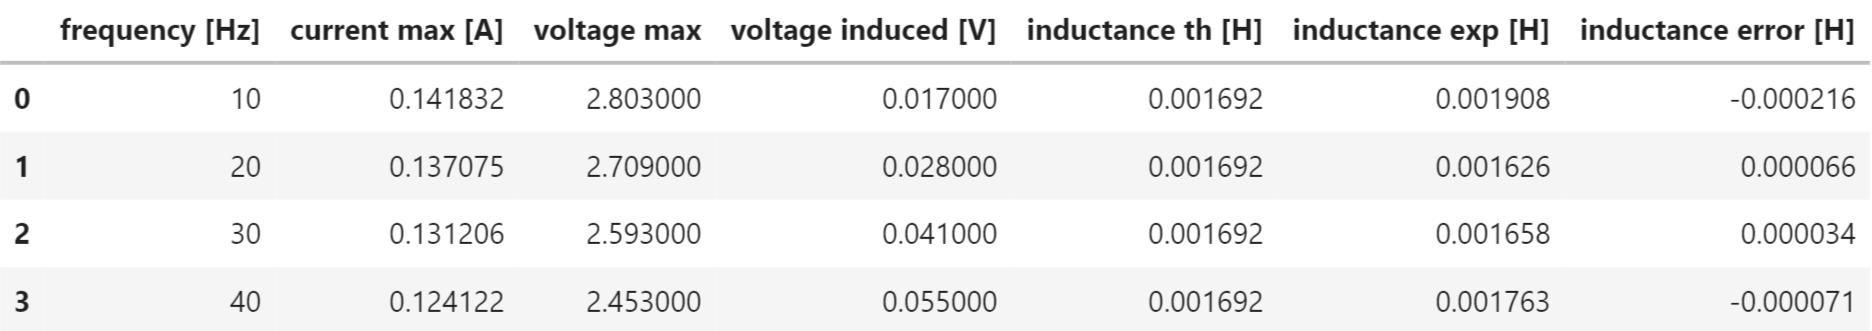 frequency [Hz] current max [A] voltage max voltage induced [V] inductance th [H] inductance exp [H] inductance error [H]
0 10 0.141832 2.803000 0.017000 0.001692 0.001908 -0.000216
1 20 0.137075 2.709000 0.028000 0.001692 0.001626 0.000066
2 30 0.131206 2.593000 0.041000 0.001692 0.001658 0.000034
3 40 0.124122 2.453000 0.055000 0.001692 0.001763 -0.000071